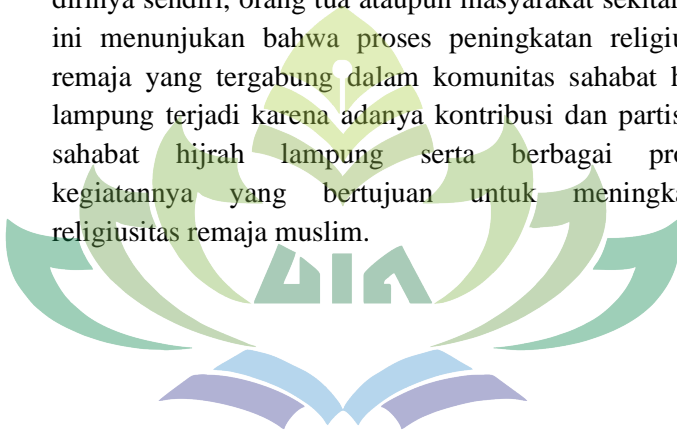 dirinya sendiri, orang tua ataupun masyarakat
ini menunjukan bahwa proses peningkatan
remaja yang tergabung dalam komunitas sahabat
lampung terjadi karena adanya kontribusi dan
sahabat hijrah lampung serta berbagai
kegiatannya yang bertujuan untuk
religiusitas remaja muslim.
UIN